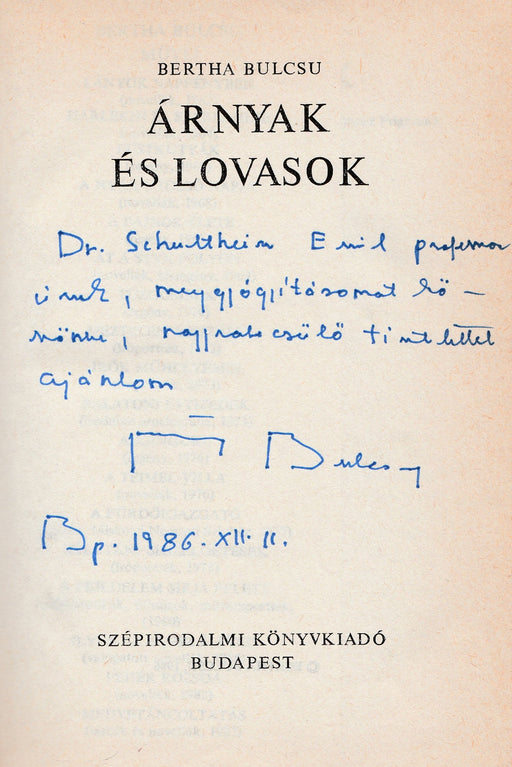 BERTHA BULCSU
ÁRNYAK
ÉS LOVASOK
Dr. Schultheisz Emil professor
úrnak, meggyógyításomat kö-
szönve, nagyrabecsülő tisztelettel
ajánlom
Bulcsu
Bp. 1986. XII. 11.
SZÉPIRODALMI KÖNYVKIADÓ
BUDAPEST